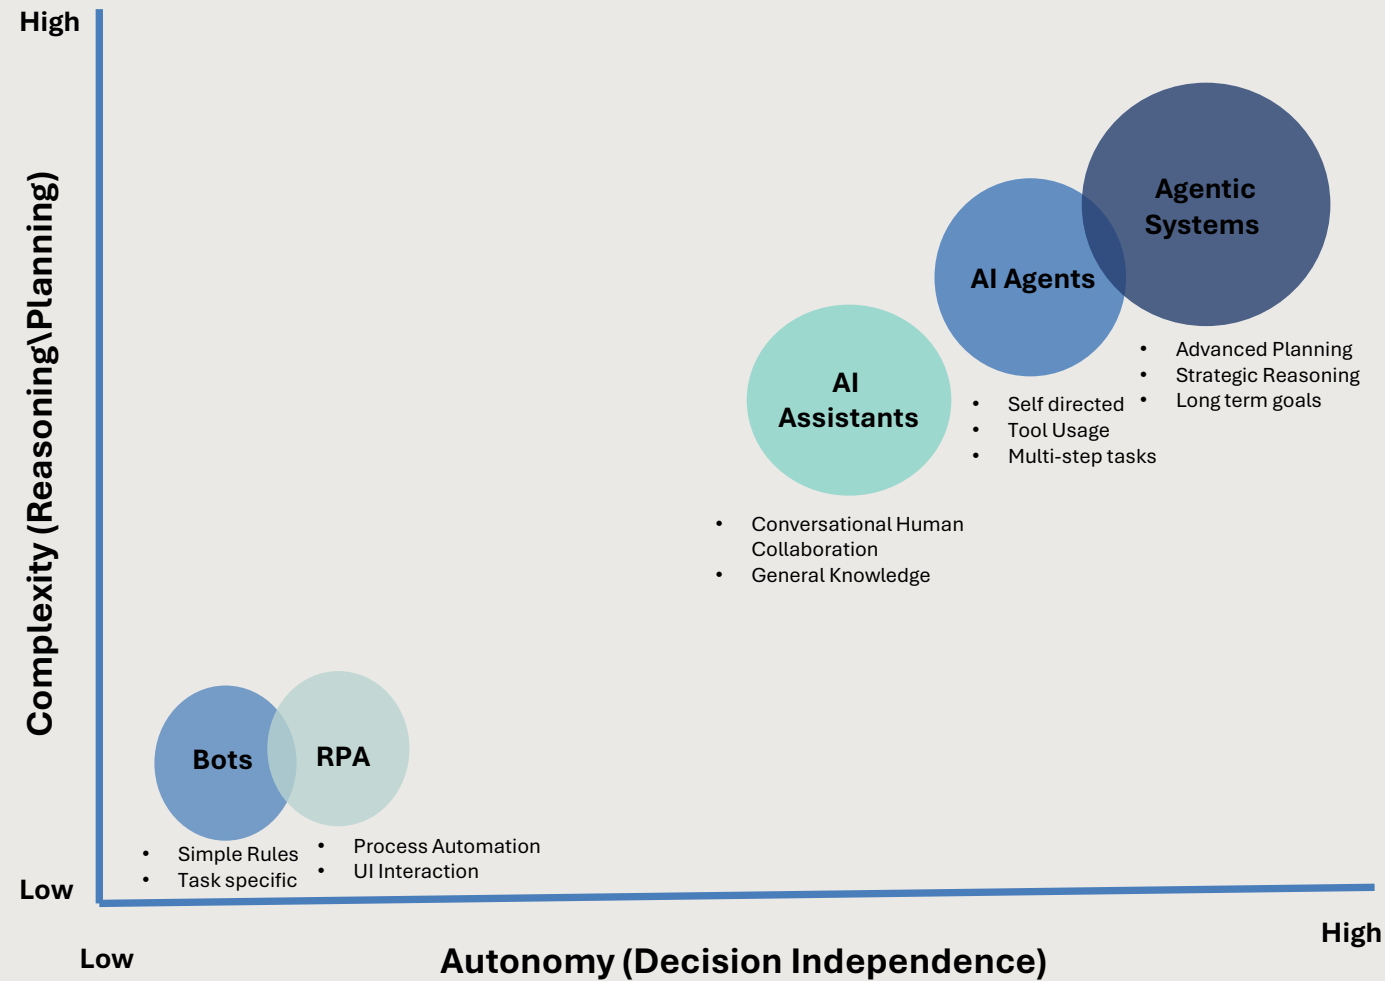 High
Complexity (Reasoning\Planning)
Agentic
Systems
AI Agents
• Advanced Planning
• Strategic Reasoning
• Long term goals
AI
Assistants
• Self directed
• Tool Usage
• Multi-step tasks
• Conversational Human
Collaboration
• General Knowledge
Bots
RPA
• Simple Rules
• Task specific
• Process Automation
• UI Interaction
Low
Low
Autonomy (Decision Independence)
High